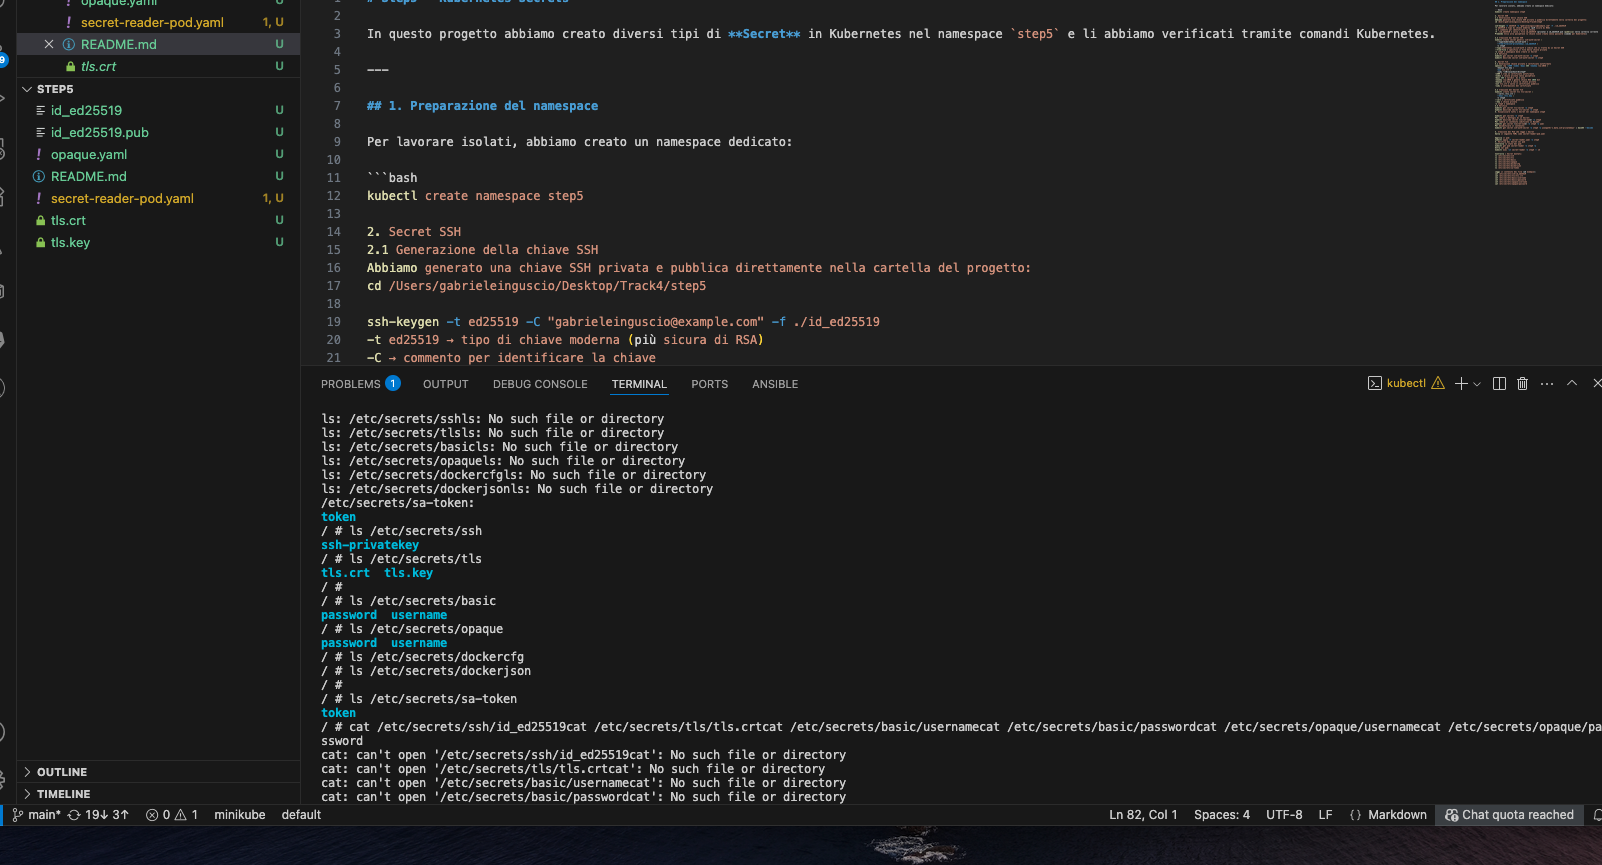 opaque.yaml U
! secret-reader-pod.yaml 1, U
README.md U
tls.crt U
STEP5
id_ed25519 U
id_ed25519.pub U
! opaque.yaml U
README.md U
! secret-reader-pod.yaml 1, U
tls.crt U
tls.key U
OUTLINE
TIMELINE
2
3 In questo progetto abbiamo creato diversi tipi di **Secret** in Kubernetes nel namespace `step5` e li abbiamo verificati tramite comandi Kubernetes.
4
5 ---
6
7 ## 1. Preparazione del namespace
8
9 Per lavorare isolati, abbiamo creato un namespace dedicato:
10
11 ```bash
12 kubectl create namespace step5
13
14 2. Secret SSH
15 2.1 Generazione della chiave SSH
16 Abbiamo generato una chiave SSH privata e pubblica direttamente nella cartella del progetto:
17 cd /Users/gabrieleinguscio/Desktop/Track4/step5
18
19 ssh-keygen -t ed25519 -C "gabrieleinguscio@example.com" -f ./id_ed25519
20 -t ed25519 → tipo di chiave moderna (più sicura di RSA)
21 -C → commento per identificare la chiave
PROBLEMS 1 OUTPUT DEBUG CONSOLE TERMINAL PORTS ANSIBLE kubectl
ls: /etc/secrets/sshls: No such file or directory
ls: /etc/secrets/tlsls: No such file or directory
ls: /etc/secrets/basicls: No such file or directory
ls: /etc/secrets/opaquels: No such file or directory
ls: /etc/secrets/dockercfgls: No such file or directory
ls: /etc/secrets/dockerjsonls: No such file or directory
/etc/secrets/sa-token:
token
/ # ls /etc/secrets/ssh
ssh-privatekey
/ # ls /etc/secrets/tls
tls.crt tls.key
/ #
/ # ls /etc/secrets/basic
password username
/ # ls /etc/secrets/opaque
password username
/ # ls /etc/secrets/dockercfg
/ # ls /etc/secrets/dockerjson
/ #
/ # ls /etc/secrets/sa-token
token
/ # cat /etc/secrets/ssh/id_ed25519cat /etc/secrets/tls/tls.crtcat /etc/secrets/basic/usernamecat /etc/secrets/basic/passwordcat /etc/secrets/opaque/usernamecat /etc/secrets/opaque/pa
ssword
cat: can't open '/etc/secrets/ssh/id_ed25519cat': No such file or directory
cat: can't open '/etc/secrets/tls/tls.crtcat': No such file or directory
cat: can't open '/etc/secrets/basic/usernamecat': No such file or directory
cat: can't open '/etc/secrets/basic/passwordcat': No such file or directory
main* 19↓ 3↑ 0 1 minikube default Ln 82, Col 1 Spaces: 4 UTF-8 LF {} Markdown Chat quota reached